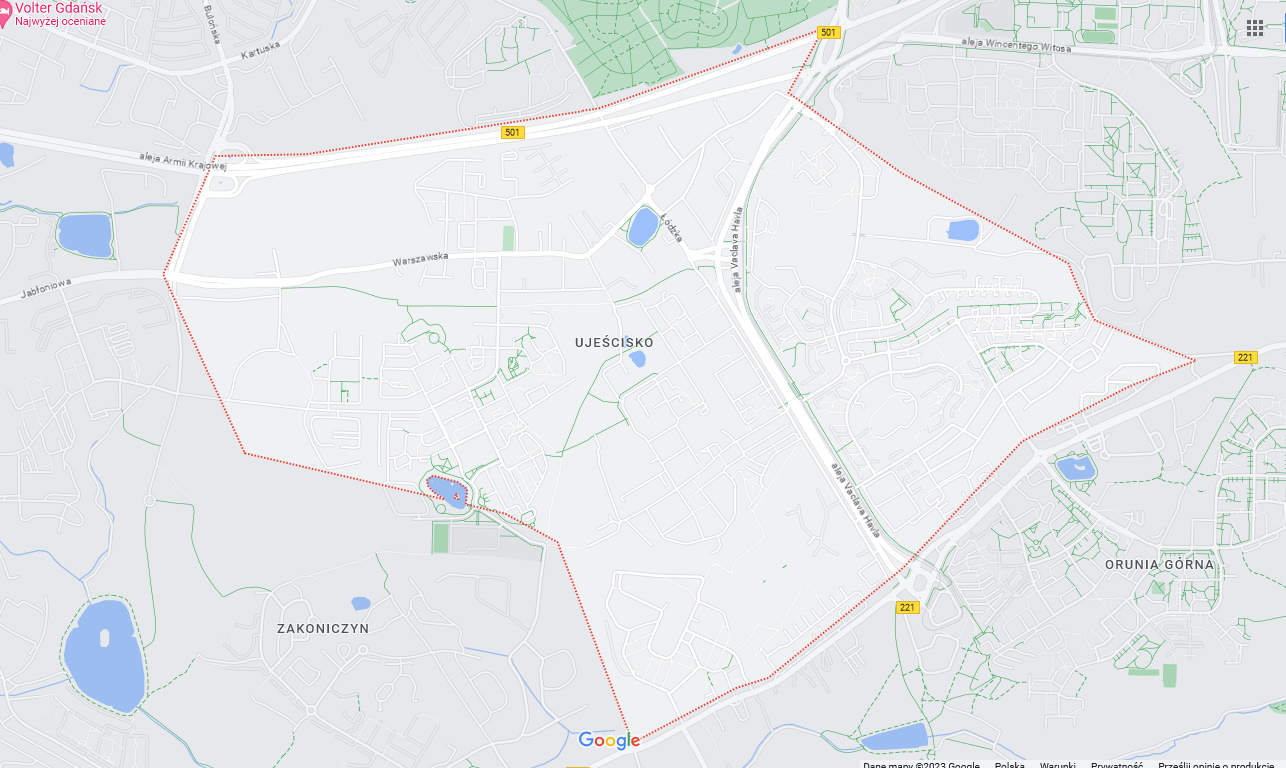 Volter Gdańsk
Najwyżej oceniane
Bulońska
Kartuska
501
aleja Wincentego Witosa
501
aleja Armii Krajowej
Łódzka
aleja Vaclava Havla
Warszawska
Jabłoniowa
UJEŚCISKO
221
aleja Vaclava Havla
ORUNIA GÓRNA
221
ZAKONICZYN
Google
Dane mapy ©2023 Google Polska Warunki Prywatność Prześlij opinię o produkcie